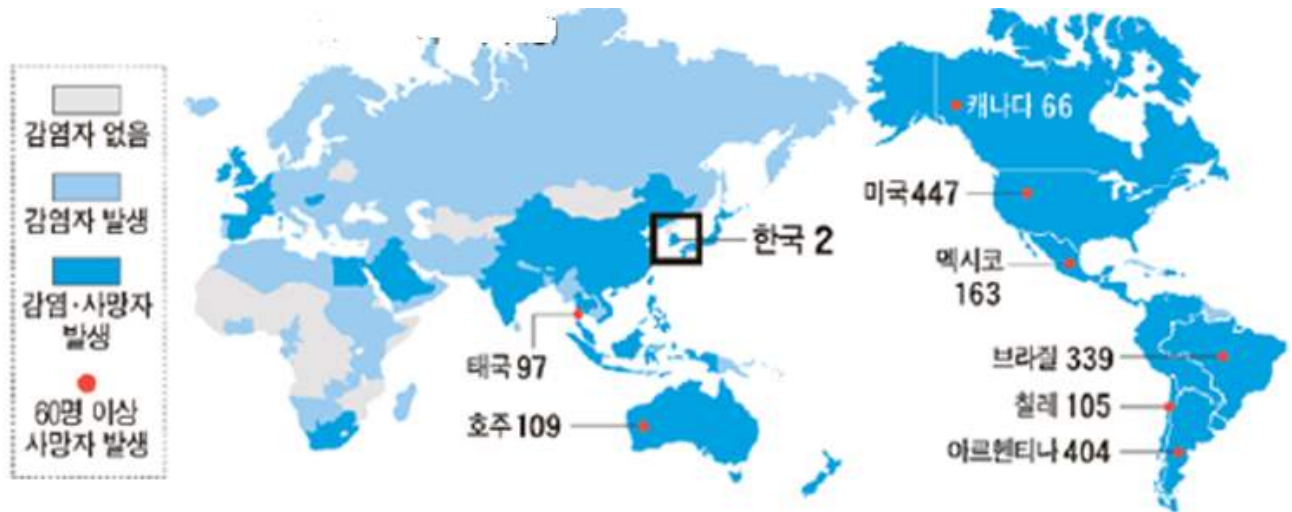 감염자 없음
감염자 발생
감염·사망자
발생
60명 이상
사망자 발생
한국 2
태국 97
호주 109
캐나다 66
미국 447
멕시코
163
브라질 339
칠레 105
아르헨티나 404